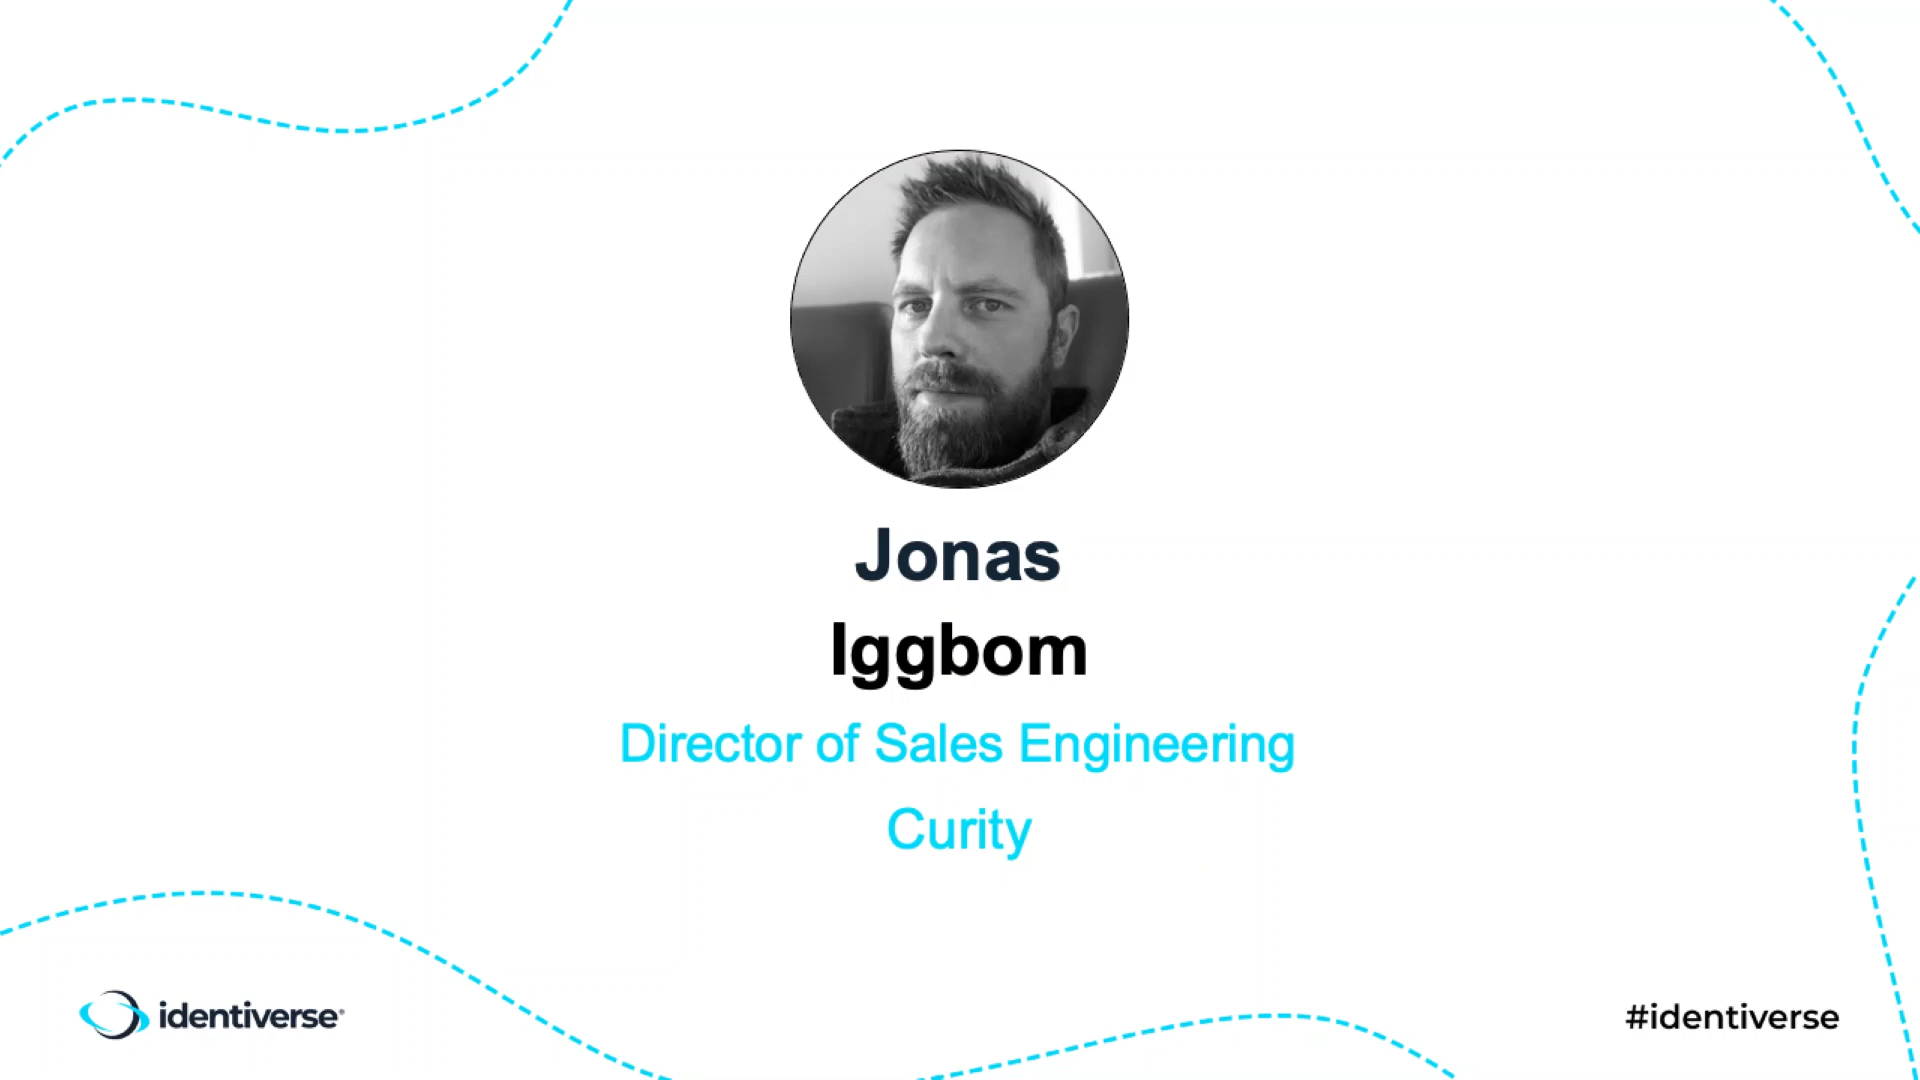 Jonas
Iggbom
Director of Sales Engineering
Curity
identiverse®
#identiverse